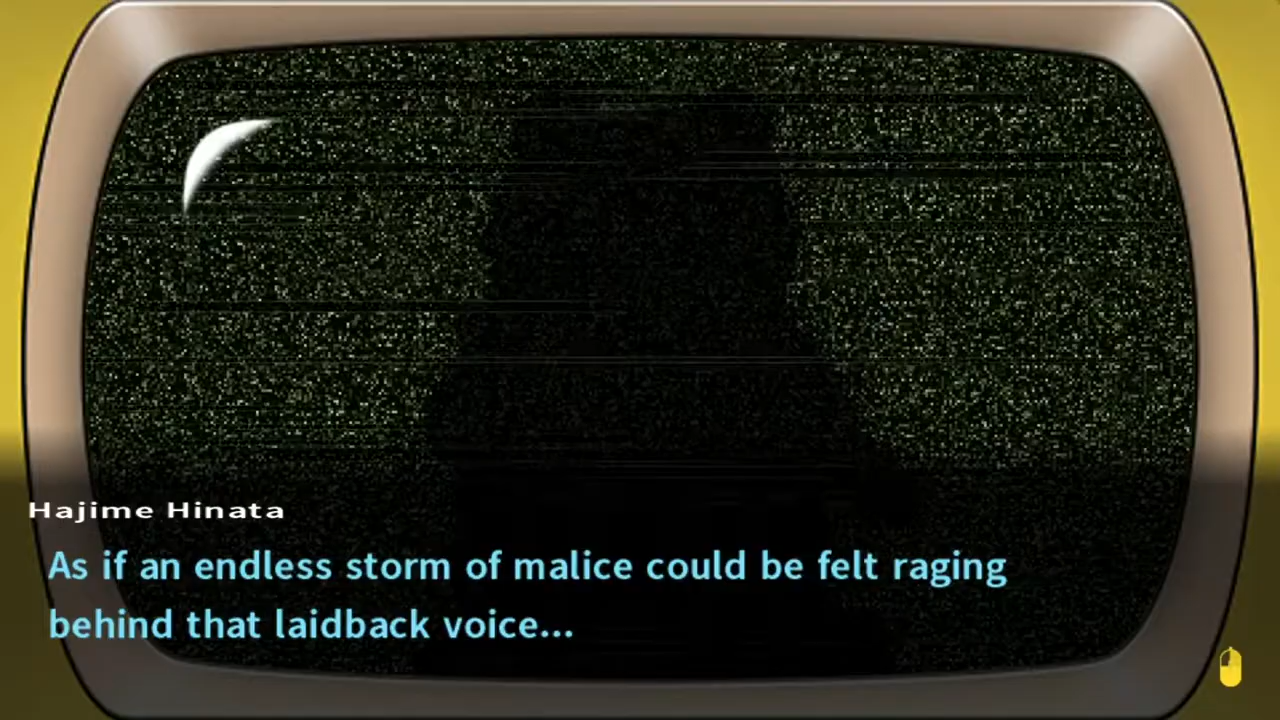 Hajime Hinata
As if an endless storm of malice could be felt raging
behind that laidback voice...